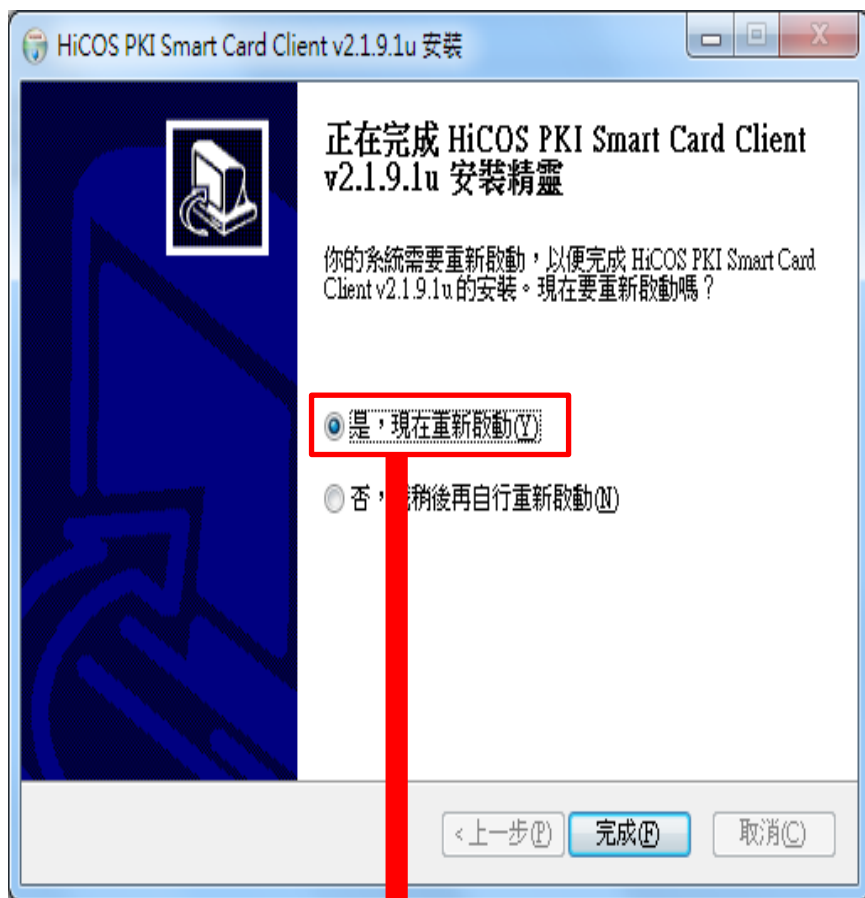 HiCOS PKI Smart Card Client v2.1.9.1u 安裝
正在完成 HiCOS PKI Smart Card Client
v2.1.9.1u 安裝精靈
你的系統需要重新啟動，以便完成 HiCOS PKI Smart Card
Client v2.1.9.1u 的安裝。現在要重新啟動嗎？
是，現在重新啟動(Y)
否，我稍後再自行重新啟動(N)
<上一步(P)
完成(F)
取消(C)